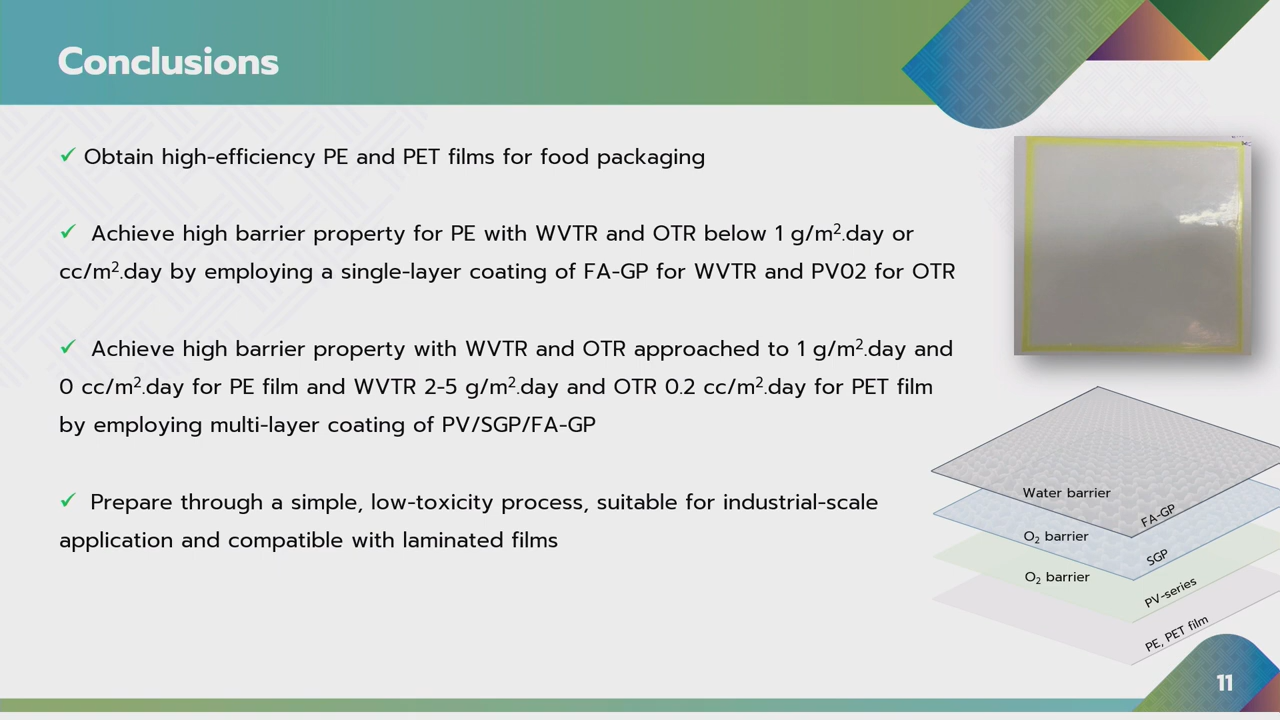 Conclusions
✓ Obtain high-efficiency PE and PET films for food packaging
✓ Achieve high barrier property for PE with WVTR and OTR below 1 g/m².day or
cc/m².day by employing a single-layer coating of FA-GP for WVTR and PV02 for OTR
✓ Achieve high barrier property with WVTR and OTR approached to 1 g/m².day and
0 cc/m².day for PE film and WVTR 2-5 g/m².day and OTR 0.2 cc/m².day for PET film
by employing multi-layer coating of PV/SGP/FA-GP
✓ Prepare through a simple, low-toxicity process, suitable for industrial-scale
application and compatible with laminated films
Water barrier
FA-GP
O₂ barrier
SGP
O₂ barrier
PV-series
PE, PET film
11